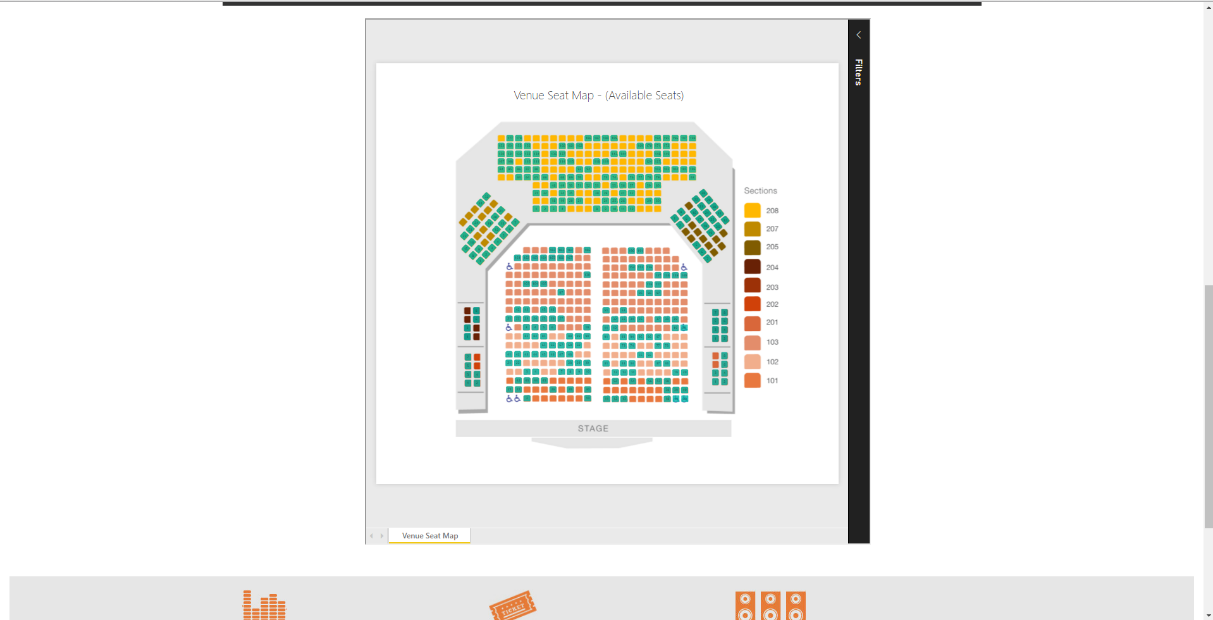 Filters
Venue Seat Map - (Available Seats)
Sections
208
207
205
204
203
202
201
103
102
101
STAGE
Venue Seat Map
TICKET